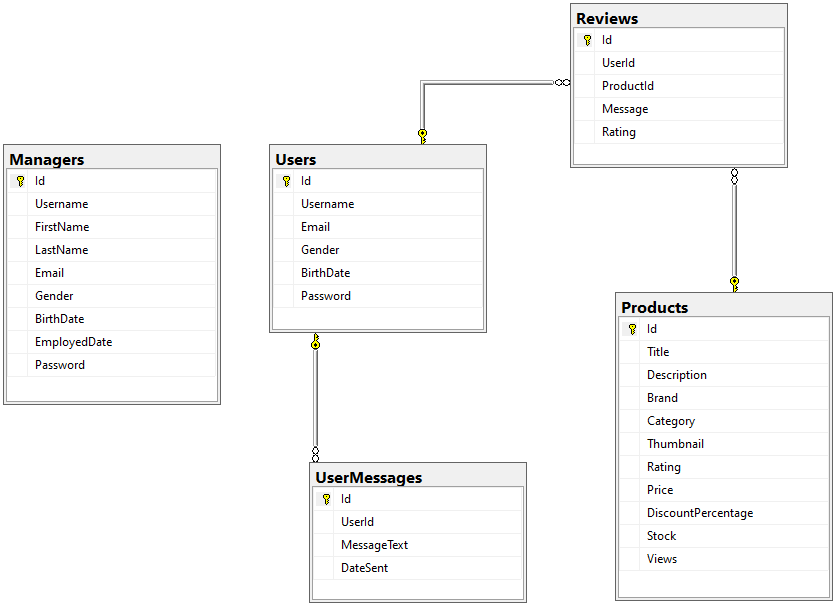 Reviews
Id
UserId
ProductId
Message
Rating
Managers
Id
Username
FirstName
LastName
Email
Gender
BirthDate
EmployedDate
Password
Users
Id
Username
Email
Gender
BirthDate
Password
Products
Id
Title
Description
Brand
Category
Thumbnail
Rating
Price
DiscountPercentage
Stock
Views
UserMessages
Id
UserId
MessageText
DateSent